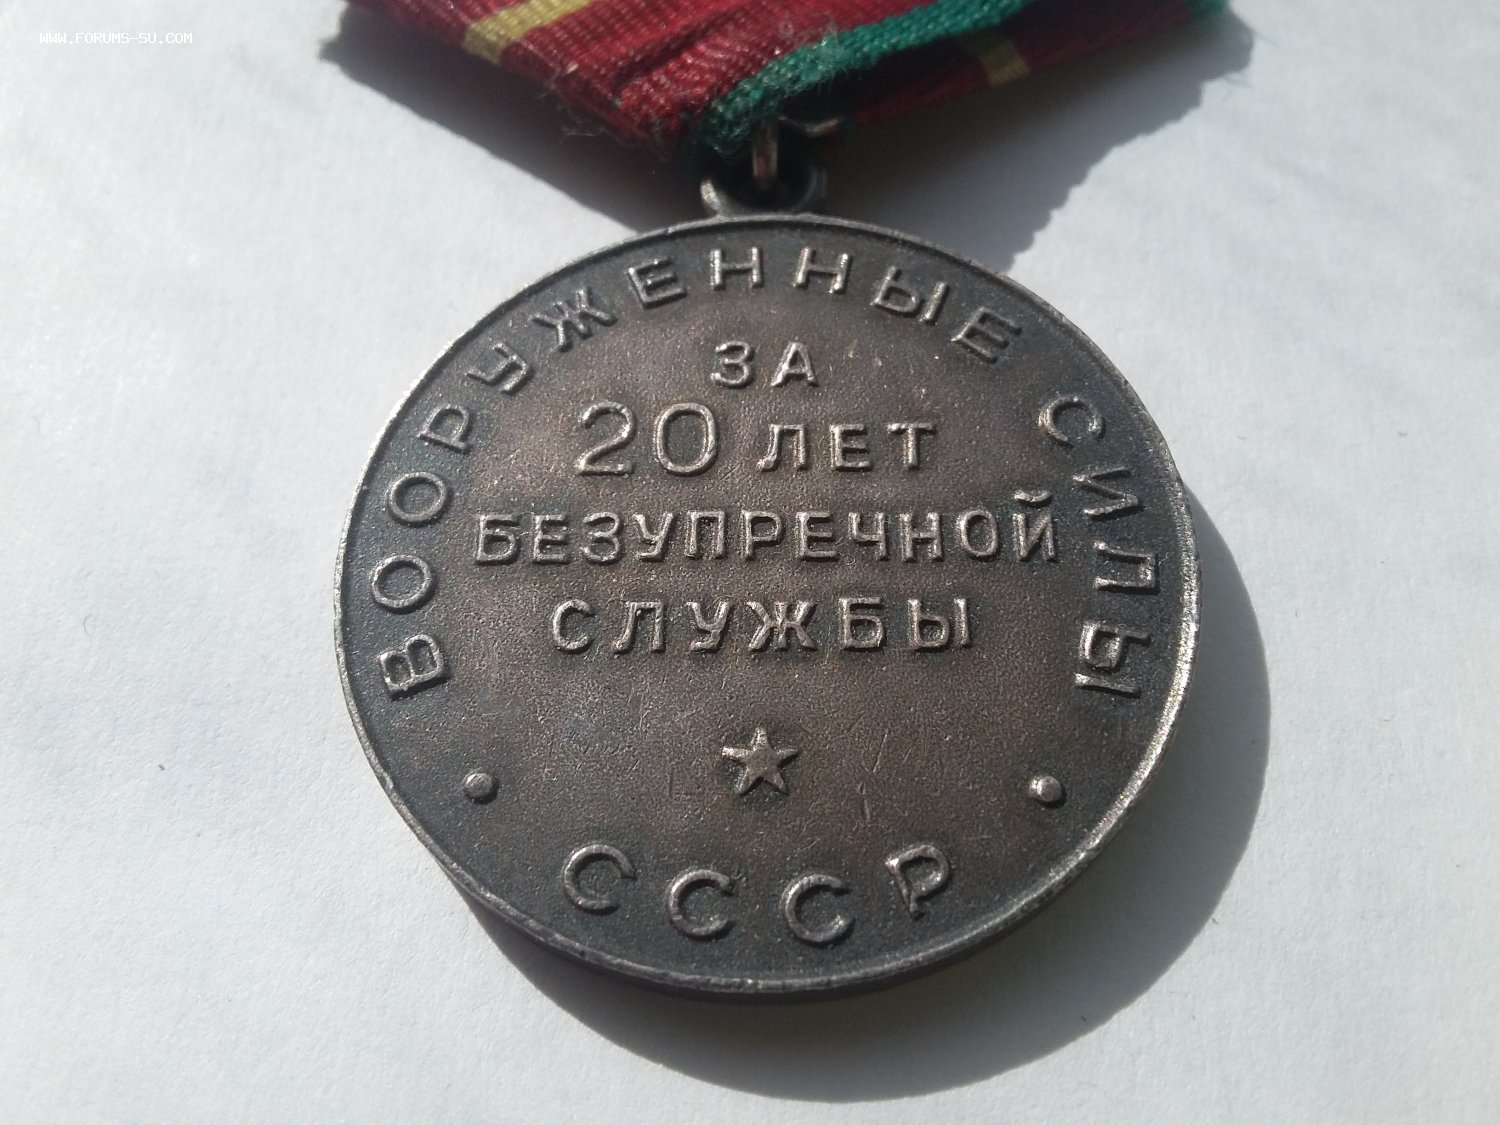 WWW.FORUMS-SU.COM
ВООРУЖЕННЫЕ СИЛЫ
ЗА
20 ЛЕТ
БЕЗУПРЕЧНОЙ
СЛУЖБЫ
СССР